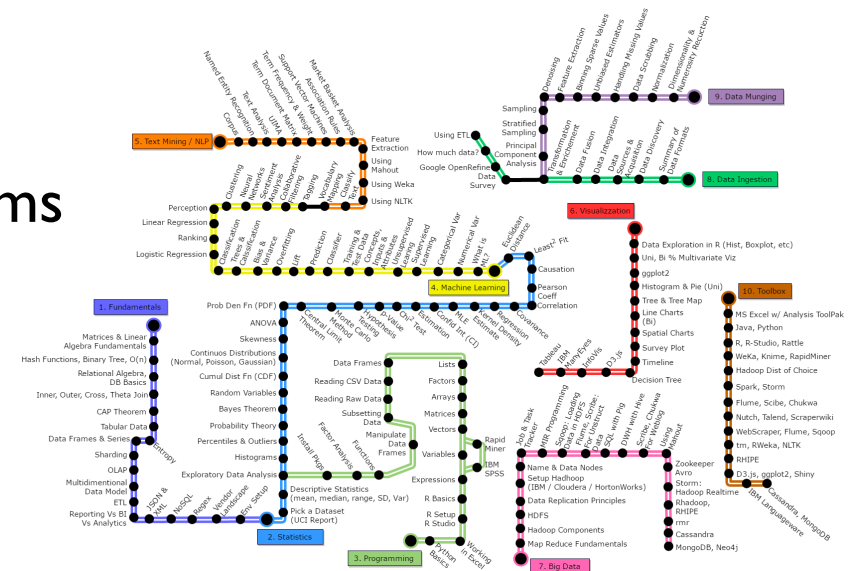 ms
1. Fundamentals
Matrices & Linear
Algebra Fundamentals
Hash Functions, Binary Tree, O(n)
Relational Algebra,
DB Basics
Inner, Outer, Cross, Theta Join
CAP Theorem
Tabular Data
Entropy
Data Frames & Series
Sharding
OLAP
Multidimentional
Data Model
ETL
Reporting Vs BI
Vs Analytics
JSON &
XML
NoSQL
Regex
Vendor
Landscape
Env Setup
2. Statistics
Pick a Dataset
(UCI Report)
Descriptive Statistics
(mean, median, range, SD, Var)
Exploratory Data Analysis
Histograms
Percentiles & Outliers
Probability Theory
Bayes Theorem
Random Variables
Cumul Dist Fn (CDF)
Continuos Distributions
(Normal, Poisson, Gaussian)
Skewness
ANOVA
Prob Den Fn (PDF)
Central Limit
Theorem
Monte Carlo
Method
Hypothesis
Testing
p-Value
Chi² Test
Estimation
Confid Int (CI)
MLE
Kernel Density
Estimate
Regression
Covariance
Correlation
Pearson
Coeff
Causation
Least² Fit
Euclidean
Distance
3. Programming
Python
Basics
Working
in Excel
R Setup
R Studio
R Basics
Expressions
Variables
IBM
SPSS
Rapid
Miner
Vectors
Matrices
Arrays
Factors
Lists
Data Frames
Reading CSV Data
Reading Raw Data
Subsetting
Data
Manipulate
Data Frames
Functions
Factor Analysis
Install Pkgs
4. Machine Learning
What is
ML?
Numerical Var
Categorical Var
Supervised
Learning
Unsupervised
Learing
Concepts,
Inputs &
Attributes
Training &
Test Data
Classifier
Prediction
Lift
Overfitting
Bias &
Variance
Trees &
Calssification
Classification
Logistic Regression
Ranking
Linear Regression
Perception
Clustering
Neural
Networks
Sentiment
Analysis
Collaborative
Filtering
Tagging
5. Text Mining / NLP
Corpus
Named Entity
Recognition
Text Analysis
UIMA
Term Document Matrix
Term Frequency & Weight
Support Vector Machines
Association Rules
Market Basket Analysis
Feature
Extraction
Using
Mahout
Using Weka
Using NLTK
Classify
Text
Vocabulary
Mapping
6. Visualizzation
Data Exploration in R (Hist, Boxplot, etc)
Uni, Bi % Multivariate Viz
ggplot2
Histogram & Pie (Uni)
Tree & Tree Map
Line Charts
(Bi)
Spatial Charts
Survey Plot
Timeline
Decision Tree
D3.js
InfoVis
IBM
ManyEyes
Tableau
7. Big Data
Map Reduce Fundamentals
Hadoop Components
HDFS
Data Replication Principles
Setup Hadhoop
(IBM / Cloudera / HortonWorks)
Name & Data Nodes
Job & Task
Tracker
M/R Programming
Sqoop: Loading
Data in HDFS
Flume, Scribe:
For Unstruct
Data
SQL with Pig
DWH with Hive
Scribe, Chukwa
For Weblog
Using
Mahout
Zookeeper
Avro
Storm:
Hadoop Realtime
Rhadoop,
RHIPE
rmr
Cassandra
MongoDB, Neo4j
8. Data Ingestion
Summary of
Data Formats
Data Discovery
Data
Sources &
Acquisition
Data Integration
Data Fusion
Transformation
& Enrichement
Data
Survey
Google OpenRefine
How much data?
Using ETL
9. Data Munging
Dimensionality &
Numerosity Recuction
Normalization
Data Scrubbing
Handling Missing Values
Unbiased Estimators
Binning Sparse Values
Feature Extraction
Denoising
Sampling
Stratified
Sampling
Principal
Component
Analysis
10. Toolbox
MS Excel w/ Analysis ToolPak
Java, Python
R, R-Studio, Rattle
WeKa, Knime, RapidMiner
Hadoop Dist of Choice
Spark, Storm
Flume, Scibe, Chukwa
Nutch, Talend, Scraperwiki
WebScraper, Flume, Sqoop
tm, RWeka, NLTK
RHIPE
D3.js, ggplot2, Shiny
IBM Languageware
Cassandra, MongoDB